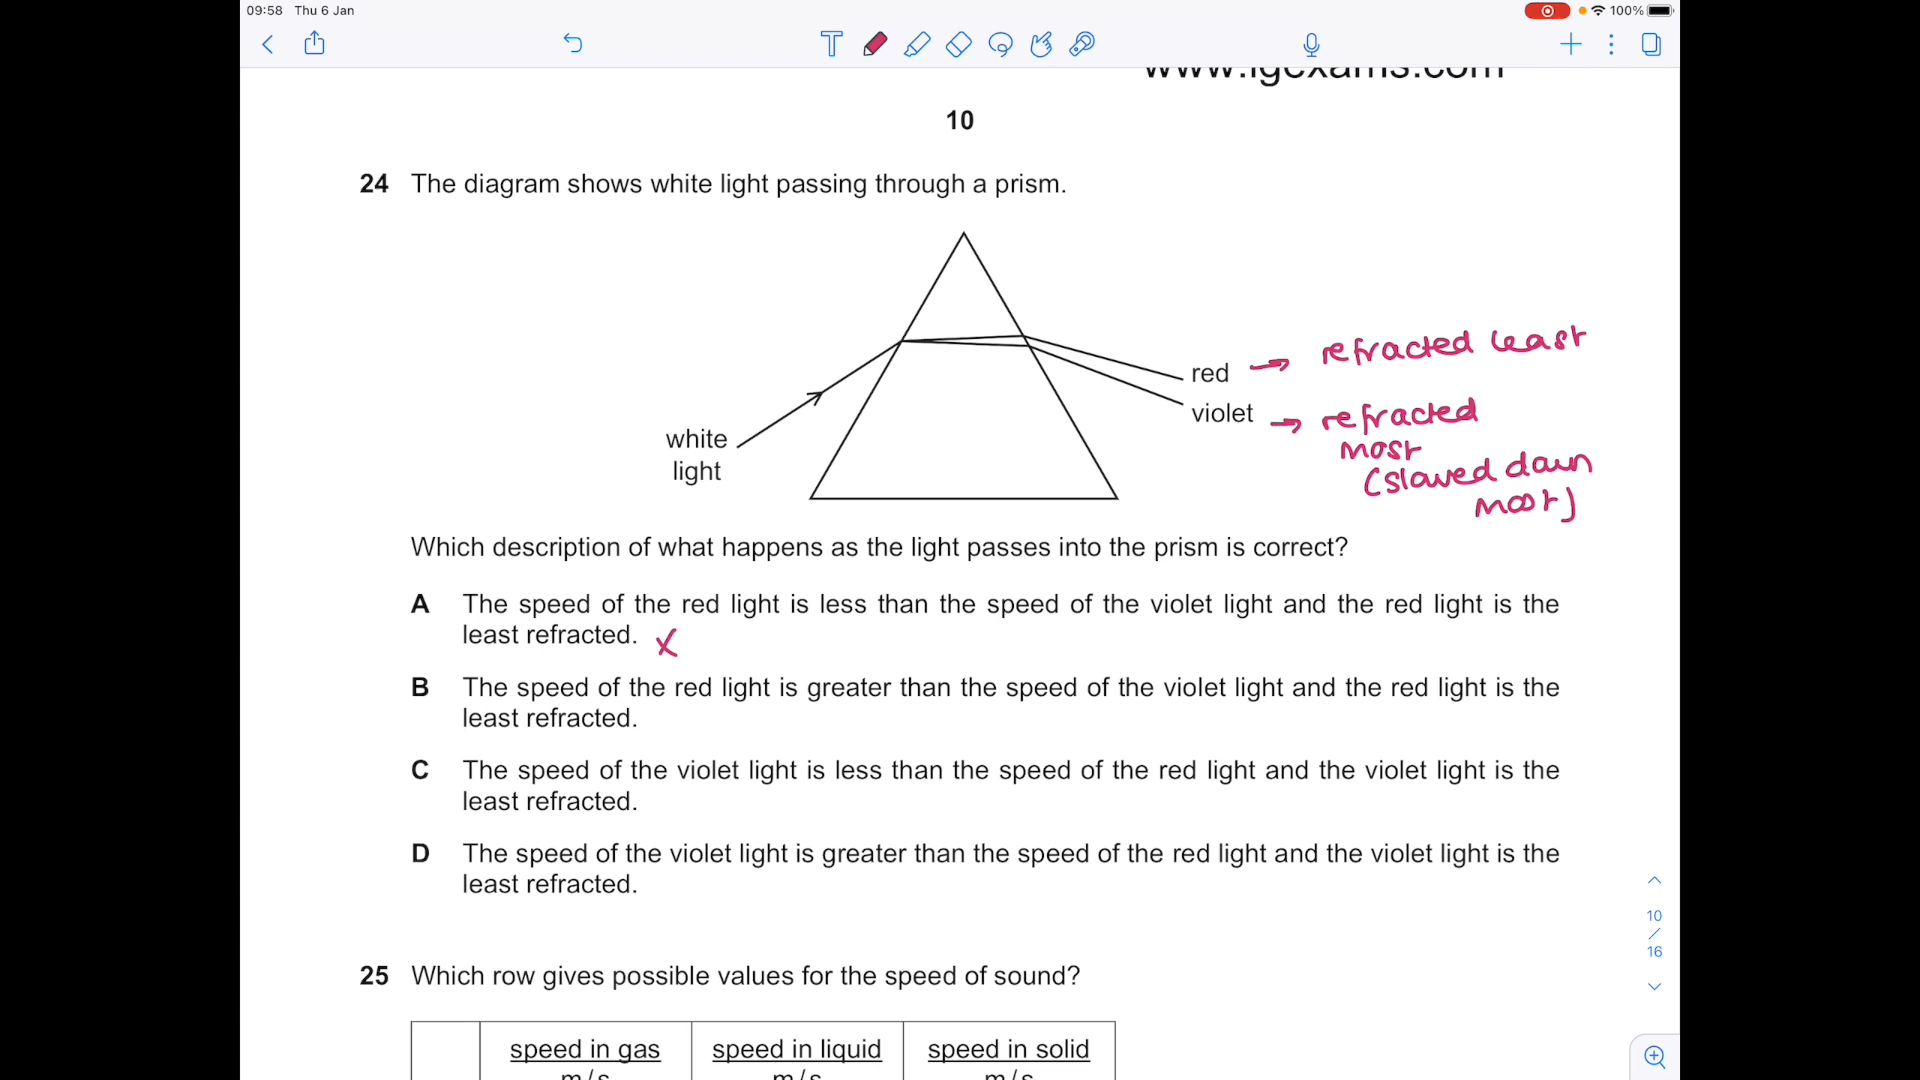 09:58 Thu 6 Jan
100%
www.igexams.com
10
24 The diagram shows white light passing through a prism.
red → refracted least
violet → refracted
most
(slowed down
most)
white
light
Which description of what happens as the light passes into the prism is correct?
A The speed of the red light is less than the speed of the violet light and the red light is the
least refracted. X
B The speed of the red light is greater than the speed of the violet light and the red light is the
least refracted.
C The speed of the violet light is less than the speed of the red light and the violet light is the
least refracted.
D The speed of the violet light is greater than the speed of the red light and the violet light is the
least refracted.
10
/
16
25 Which row gives possible values for the speed of sound?
speed in gas speed in liquid speed in solid
m/s m/s m/s